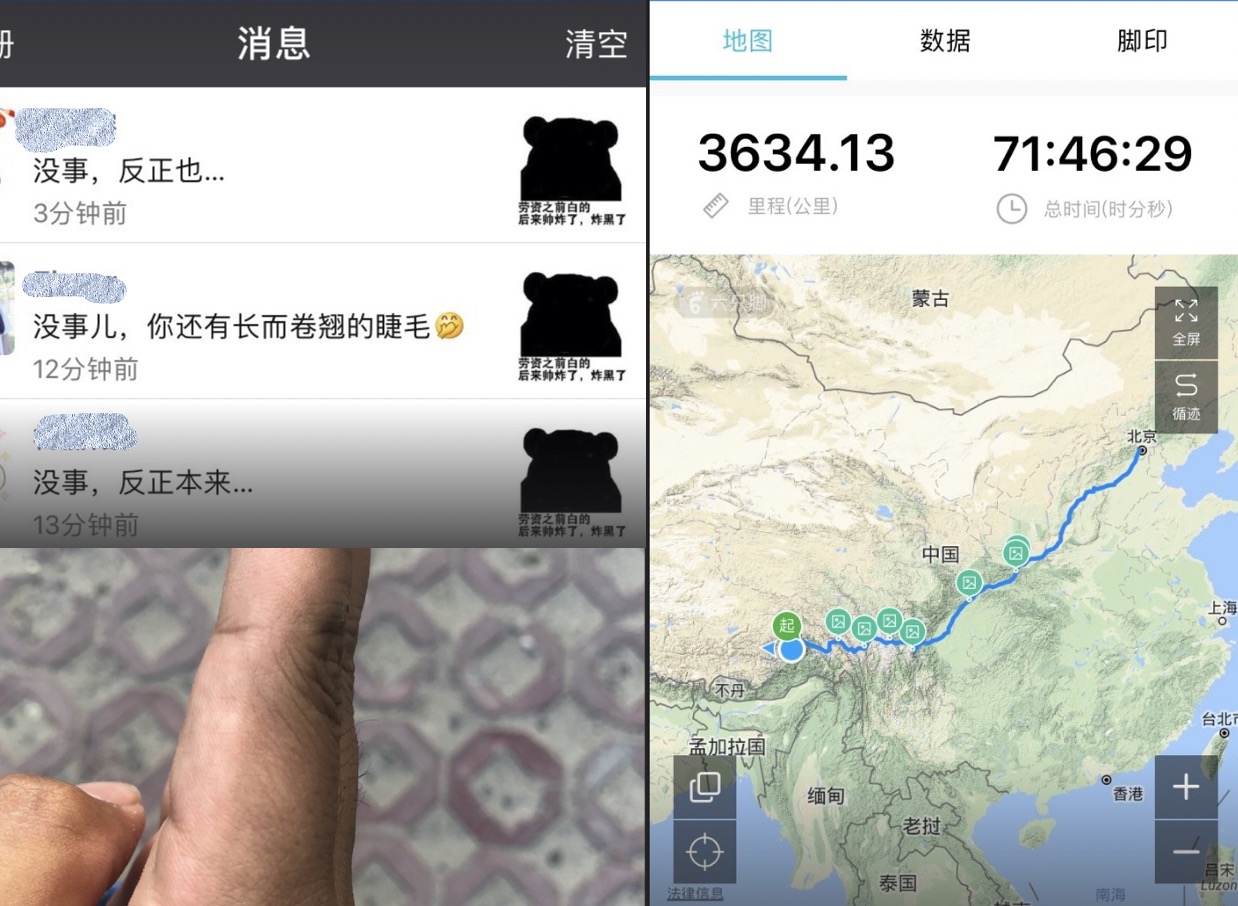 册
消息
清空
没事，反正也...
3分钟前
劳资之前白的
后来帅炸了，炸黑了
没事儿，你还有长而卷翘的睫毛🤭
12分钟前
劳资之前白的
后来帅炸了，炸黑了
没事，反正本来...
13分钟前
劳资之前白的
后来帅炸了，炸黑了
地图
数据
脚印
3634.13
71:46:29
里程(公里)
总时间(时分秒)
六只脚
蒙古
全屏
循迹
北京
中国
起
上海
不丹
台北市
孟加拉国
缅甸
香港
老挝
泰国
吕宋
Luzon
南海
法律信息